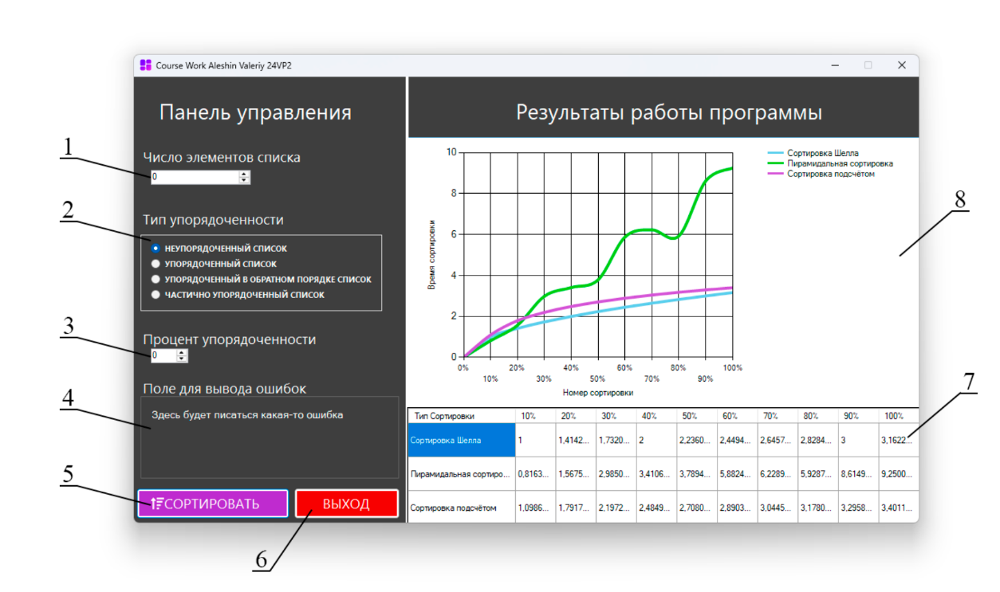 Course Work Aleshin Valeriy 24VP2
Панель управления
Результаты работы программы
1
Число элементов списка
0
2
Тип упорядоченности
НЕУПОРЯДОЧЕННЫЙ СПИСОК
УПОРЯДОЧЕННЫЙ СПИСОК
УПОРЯДОЧЕННЫЙ В ОБРАТНОМ ПОРЯДКЕ СПИСОК
ЧАСТИЧНО УПОРЯДОЧЕННЫЙ СПИСОК
3
Процент упорядоченности
0
4
Поле для вывода ошибок
Здесь будет писаться какая-то ошибка
5
СОРТИРОВАТЬ
ВЫХОД
6
Время сортировки
10
8
6
4
2
0
0% 20% 40% 60% 80% 100%
10% 30% 50% 70% 90%
Номер сортировки
Сортировка Шелла
Пирамидальная сортировка
Сортировка подсчётом
8
7
Тип Сортировки 10% 20% 30% 40% 50% 60% 70% 80% 90% 100%
Сортировка Шелла 1 1,4142... 1,7320... 2 2,2360... 2,4494... 2,6457... 2,8284... 3 3,1622...
Пирамидальная сортиро... 0,8163... 1,5675... 2,9850... 3,4106... 3,7894... 5,8824... 6,2289... 5,9287... 8,6149... 9,2500...
Сортировка подсчётом 1,0986... 1,7917... 2,1972... 2,4849... 2,7080... 2,8903... 3,0445... 3,1780... 3,2958... 3,4011...